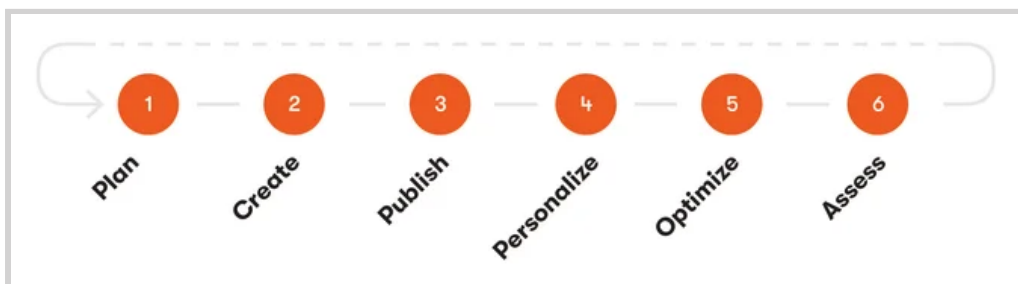 1
2
3
4
5
6
Plan
Create
Publish
Personalize
Optimize
Assess